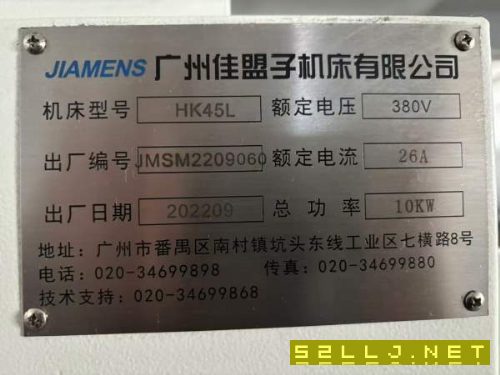 JIAMENS 广州佳盟子机床有限公司
机床型号 HK45L 额定电压 380V
出厂编号 JMSM2209060 额定电流 26A
出厂日期 202209 总功率 10KW
地址：广州市番禺区南村镇坑头东线工业区七横路8号
电话：020-34699898 传真：020-34699880
技术支持：020-34699868
52LLJ.NET